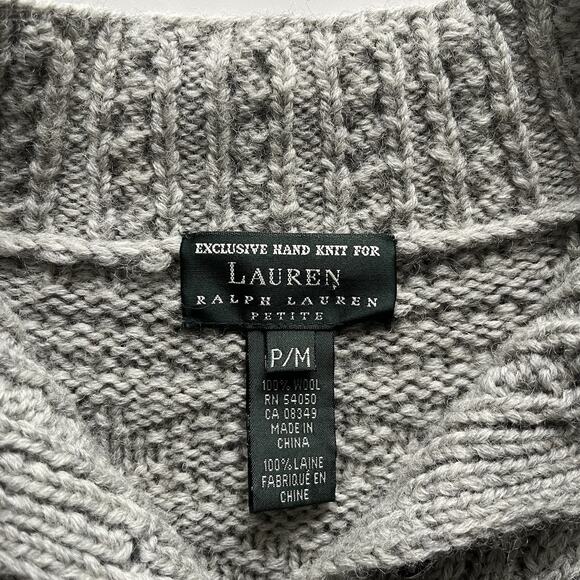 EXCLUSIVE HAND KNIT FOR
LAUREN
RALPH LAUREN
PETITE
P/M
100% WOOL
RN 54050
CA 08349
MADE IN
CHINA
100% LAINE
FABRIQUÉ EN
CHINE